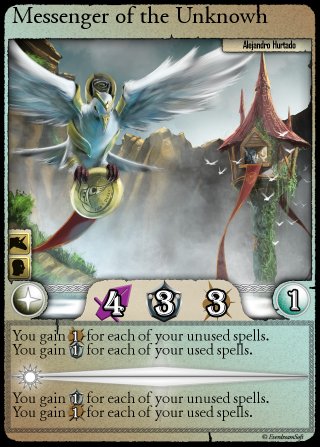 Messenger of the Unknown
Alejandro Hurtado
4 3 3 1
You gain 1 for each of your unused spells.
You gain 1 for each of your used spells.
You gain 1 for each of your unused spells.
You gain 1 for each of your used spells.
© EverdreamSoft